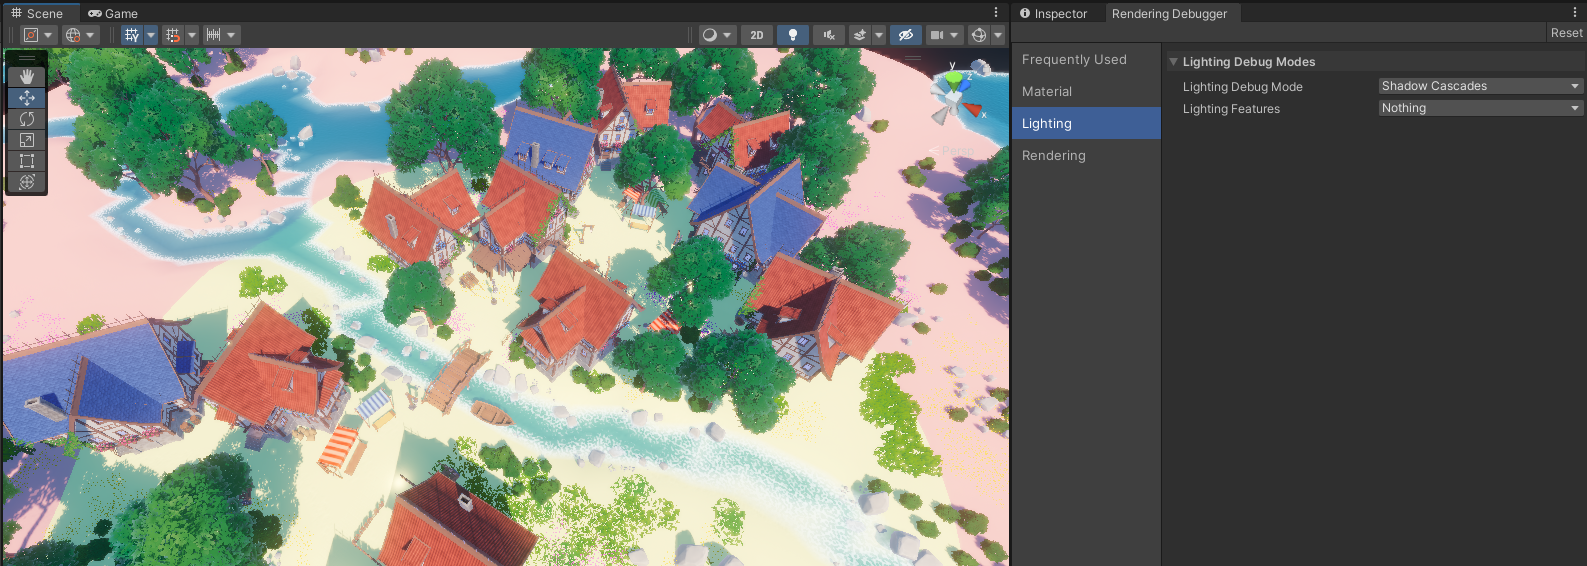 Scene
Game
Inspector
Rendering Debugger
2D
Reset
Frequently Used
Material
Lighting
Rendering
Lighting Debug Modes
Lighting Debug Mode
Shadow Cascades
Lighting Features
Nothing
y
z
x
Persp